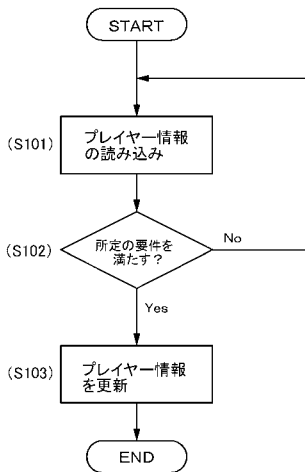 START
(S101)
プレイヤー情報
の読み込み
(S102)
所定の要件を
満たす？
No
Yes
(S103)
プレイヤー情報
を更新
END